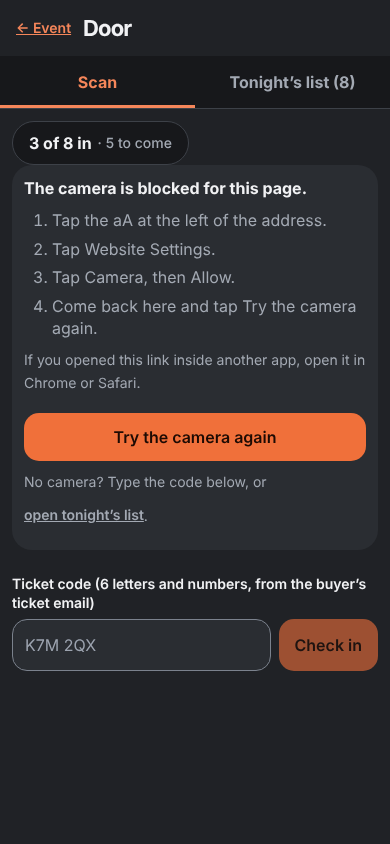 ← Event Door
Scan Tonight’s list (8)
3 of 8 in · 5 to come
The camera is blocked for this page.
1. Tap the aA at the left of the address.
2. Tap Website Settings.
3. Tap Camera, then Allow.
4. Come back here and tap Try the camera
again.
If you opened this link inside another app, open it in
Chrome or Safari.
Try the camera again
No camera? Type the code below, or
open tonight’s list.
Ticket code (6 letters and numbers, from the buyer’s
ticket email)
K7M 2QX Check in